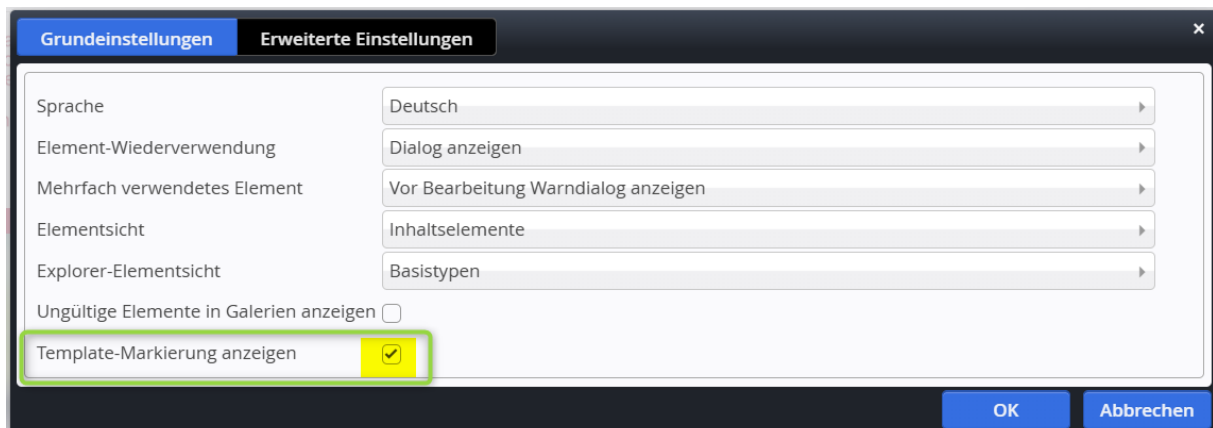 Grundeinstellungen Erweiterte Einstellungen
Sprache Deutsch
Element-Wiederverwendung Dialog anzeigen
Mehrfach verwendetes Element Vor Bearbeitung Warndialog anzeigen
Elementsicht Inhaltselemente
Explorer-Elementsicht Basistypen
Ungültige Elemente in Galerien anzeigen
Template-Markierung anzeigen
OK Abbrechen